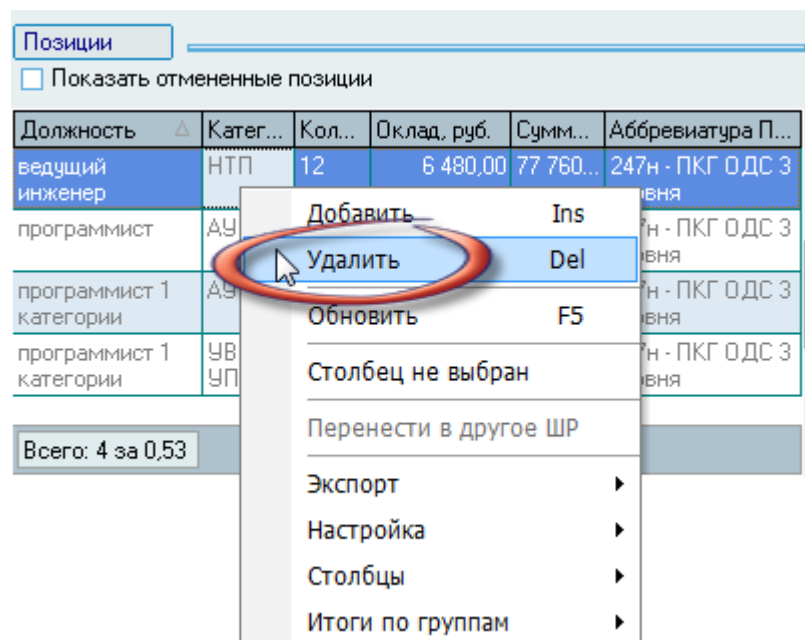 Позиции
Показать отмененные позиции
Должность Катег... Кол... Оклад, руб. Сумм... Аббревиатура П...
ведущий НТП 12 6 480,00 77 760... 247н - ПКГ ОДС 3
инженер вня
программист АУ н - ПКГ ОДС 3
вня
программист 1 АУ н - ПКГ ОДС 3
категории вня
программист 1 УВ н - ПКГ ОДС 3
категории УП вня
Всего: 4 за 0,53
Добавить Ins
Удалить Del
Обновить F5
Столбец не выбран
Перенести в другое ШР
Экспорт
Настройка
Столбцы
Итоги по группам